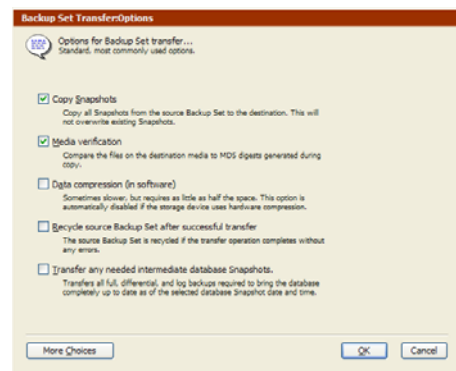 Backup Set Transfer:Options
Options for Backup Set transfer...
Standard, most commonly used options.
Copy Snapshots
Copy all Snapshots from the source Backup Set to the destination. This will
not overwrite existing Snapshots.
Media verification
Compare the files on the destination media to MD5 digests generated during
copy.
Data compression (in software)
Sometimes slower, but requires as little as half the space. This option is
automatically disabled if the storage device uses hardware compression.
Recycle source Backup Set after successful transfer
The source Backup Set is recycled if the transfer operation completes without
any errors.
Transfer any needed intermediate database Snapshots.
Transfers all full, differential, and log backups required to bring the database
completely up to date as of the selected database Snapshot date and time.
More Choices
OK
Cancel